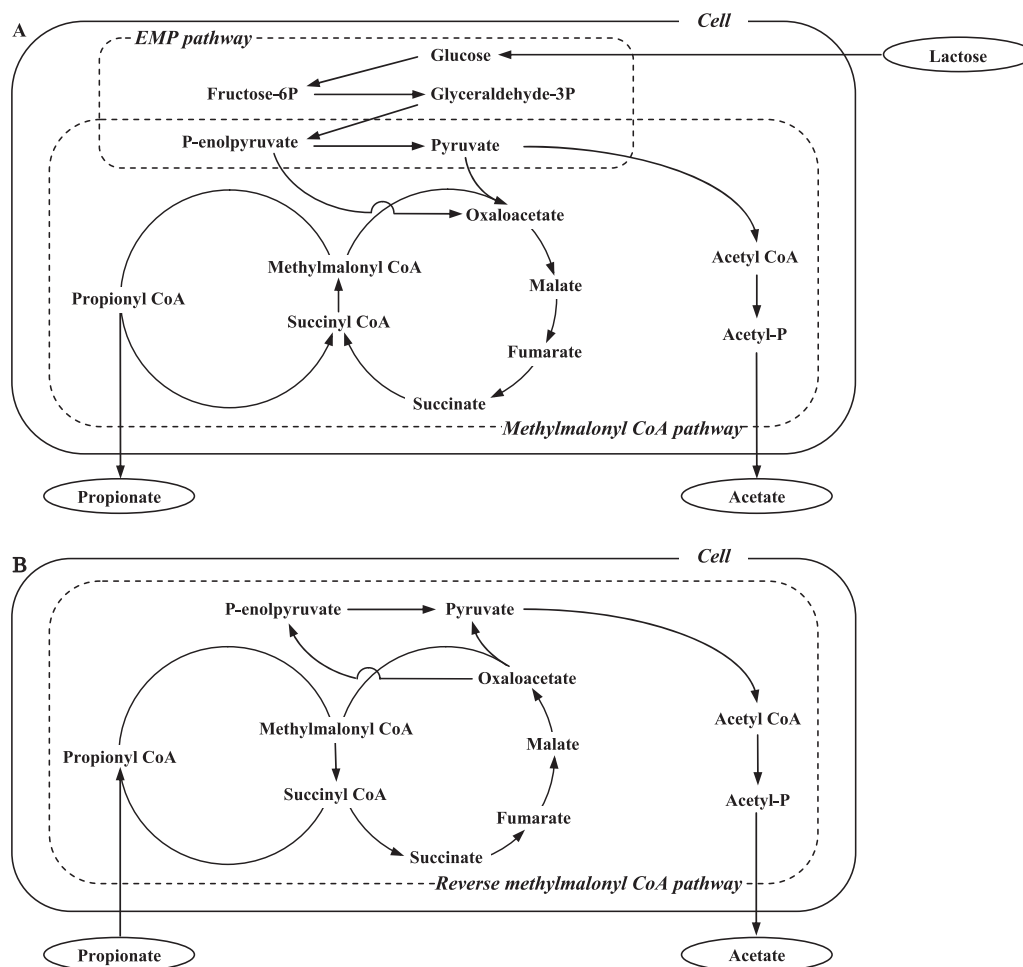 A
Cell
EMP pathway
Glucose
Lactose
Fructose-6P
Glyceraldehyde-3P
P-enolpyruvate
Pyruvate
Oxaloacetate
Methylmalonyl CoA
Acetyl CoA
Propionyl CoA
Malate
Succinyl CoA
Acetyl-P
Fumarate
Succinate
Methylmalonyl CoA pathway
Propionate
Acetate
B
Cell
P-enolpyruvate
Pyruvate
Oxaloacetate
Methylmalonyl CoA
Acetyl CoA
Propionyl CoA
Malate
Succinyl CoA
Acetyl-P
Fumarate
Succinate
Reverse methylmalonyl CoA pathway
Propionate
Acetate